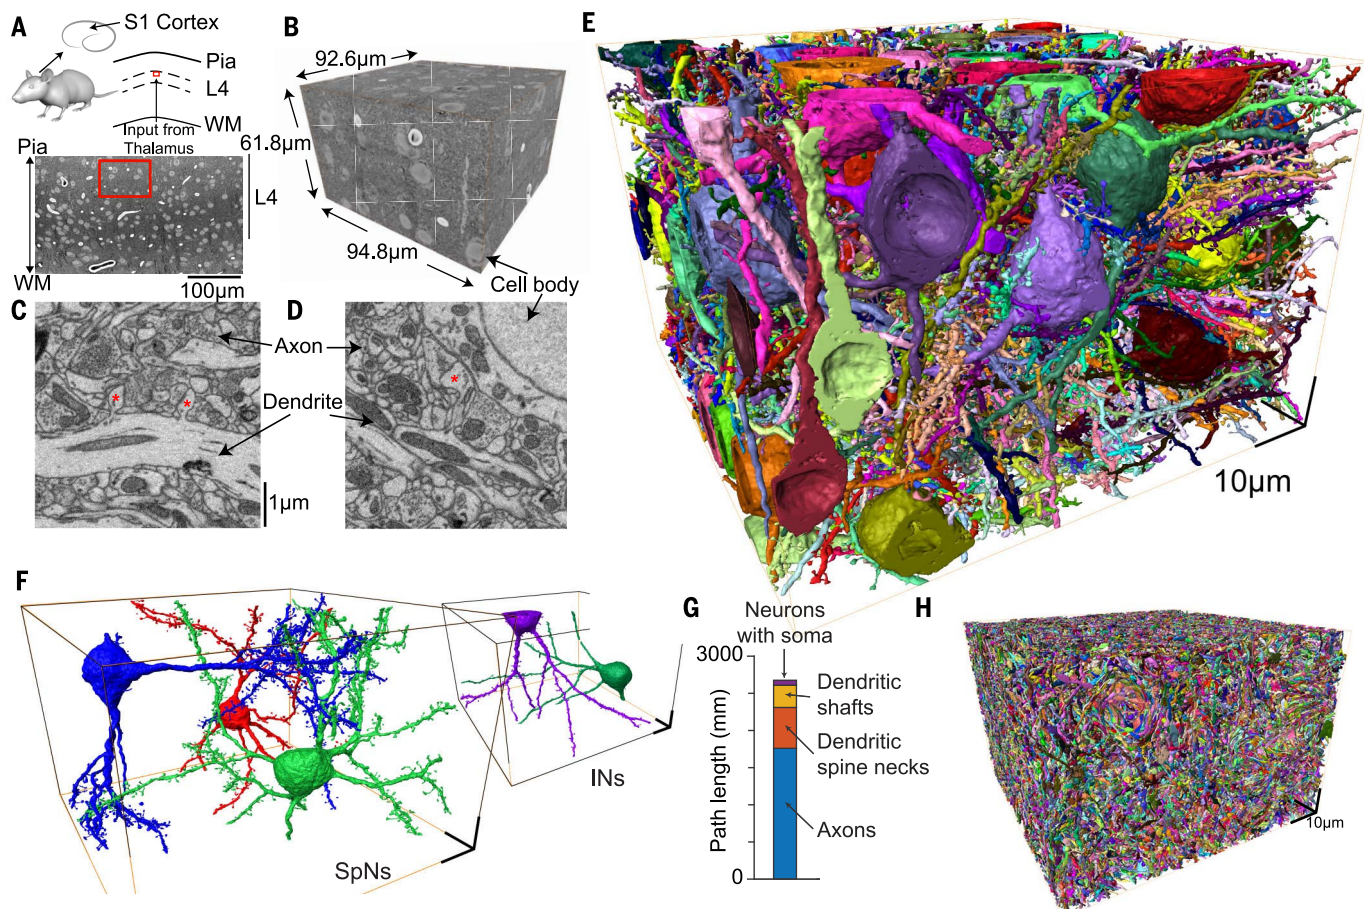 A
S1 Cortex
Pia
L4
WM
Input from
Thalamus
Pia
L4
WM
100µm
B
92.6µm
61.8µm
94.8µm
Cell body
C
Axon
*
*
Dendrite
1µm
D
*
E
10µm
F
SpNs
INs
G
Neurons
with soma
3000
Path length (mm)
0
Dendritic
shafts
Dendritic
spine necks
Axons
H
10µm